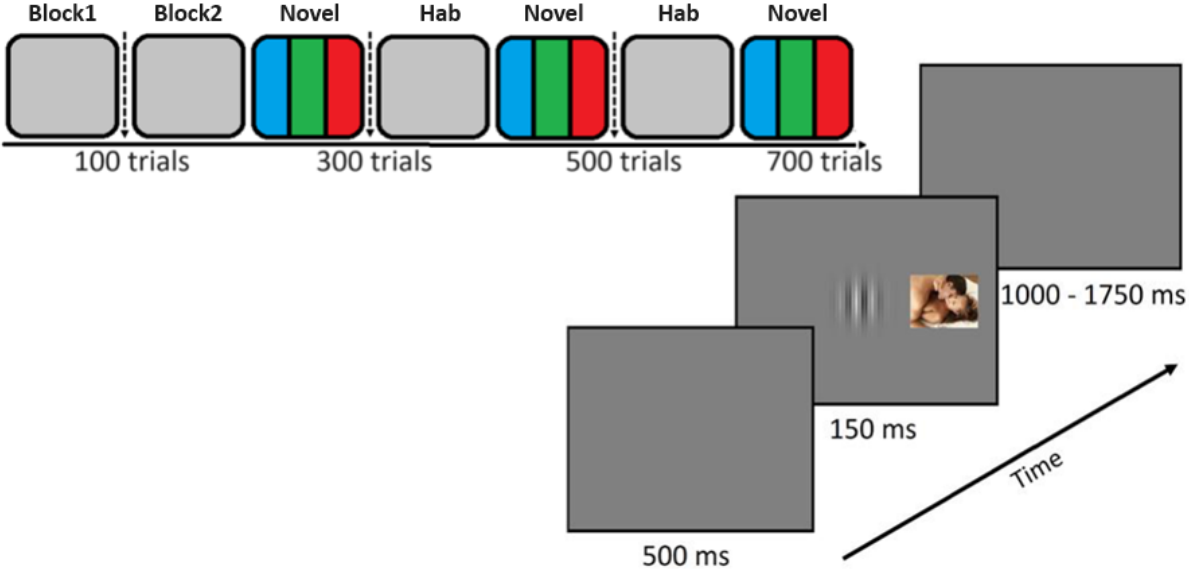 Block1 Block2 Novel Hab Novel Hab Novel
100 trials 300 trials 500 trials 700 trials
1000 - 1750 ms
150 ms
Time
500 ms